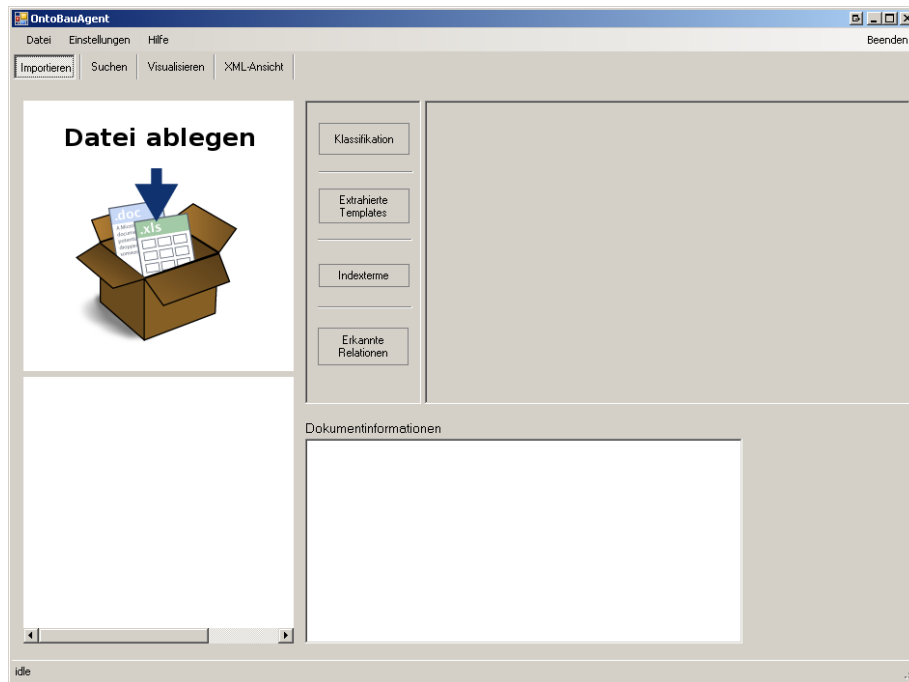 OntoBauAgent
Datei Einstellungen Hilfe Beenden
Importieren Suchen Visualisieren XML-Ansicht
Datei ablegen
.doc
.xls
Klassifikation
Extrahierte
Templates
Indexterme
Erkannte
Relationen
Dokumentinformationen
idle